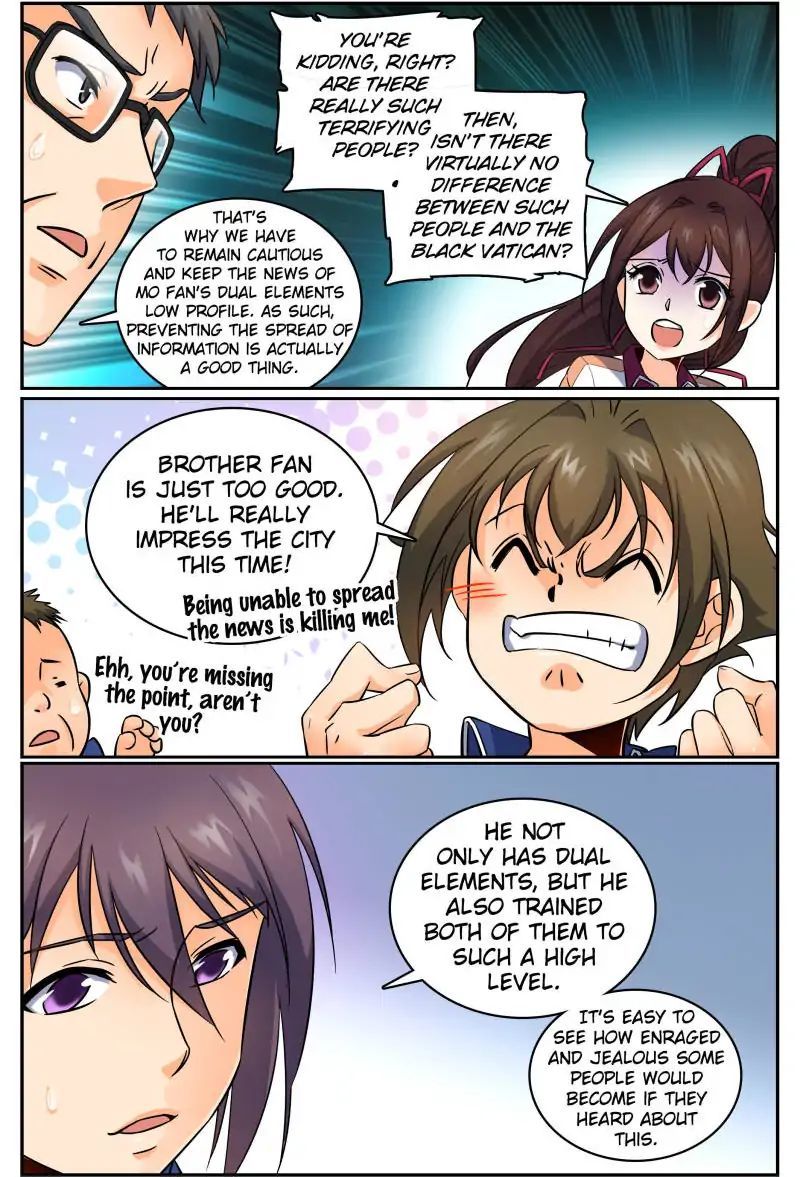 YOU'RE
KIDDING, RIGHT?
ARE THERE
REALLY SUCH
TERRIFYING
PEOPLE?
THEN,
ISN'T THERE
VIRTUALLY NO
DIFFERENCE
BETWEEN SUCH
PEOPLE AND THE
BLACK VATICAN?
THAT'S
WHY WE HAVE
TO REMAIN CAUTIOUS
AND KEEP THE NEWS OF
MO FAN'S DUAL ELEMENTS
LOW PROFILE. AS SUCH,
PREVENTING THE SPREAD OF
INFORMATION IS ACTUALLY
A GOOD THING.
BROTHER FAN
IS JUST TOO GOOD.
HE'LL REALLY
IMPRESS THE CITY
THIS TIME!
Being unable to spread
the news is killing me!
Ehh, you're missing
the point, aren't
you?
HE NOT
ONLY HAS DUAL
ELEMENTS, BUT HE
ALSO TRAINED
BOTH OF THEM TO
SUCH A HIGH
LEVEL.
IT'S EASY TO
SEE HOW ENRAGED
AND JEALOUS SOME
PEOPLE WOULD
BECOME IF THEY
HEARD ABOUT
THIS.